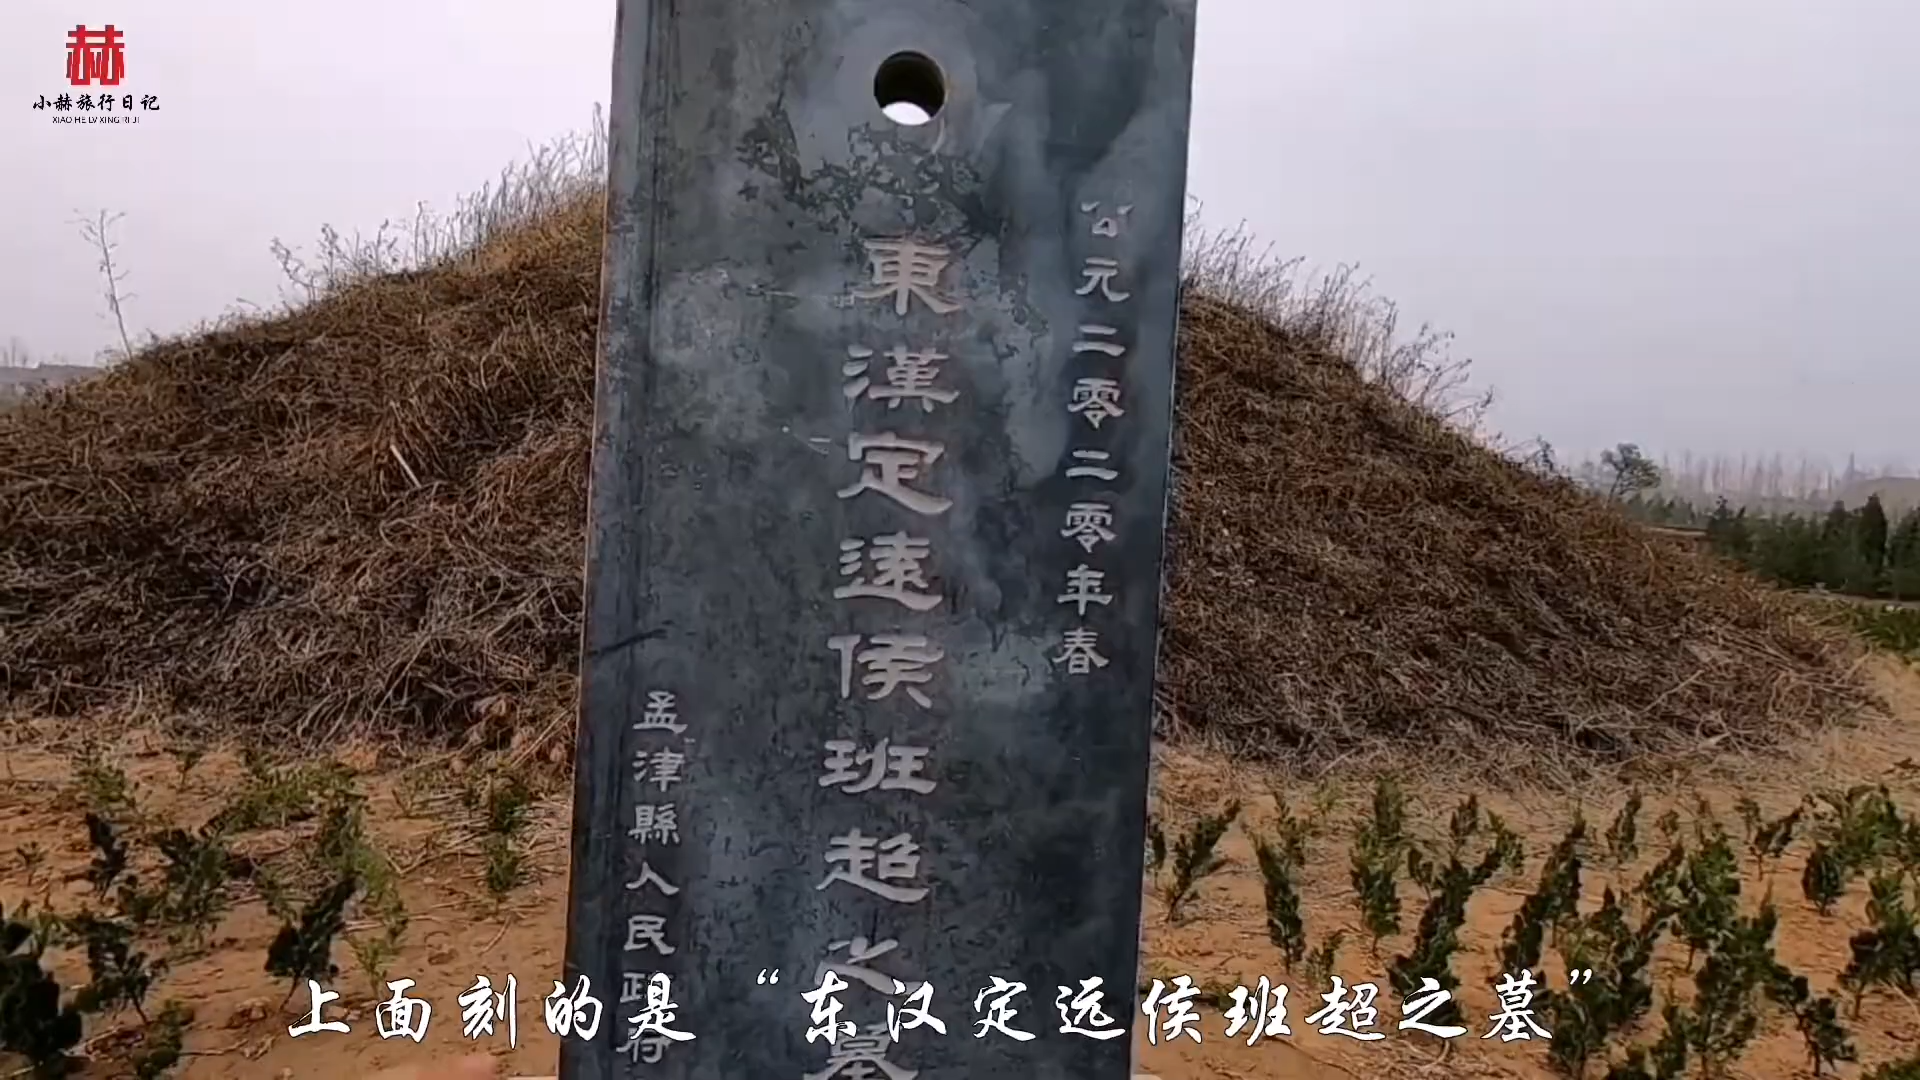 赫
小赫旅行日记
XIAO HE LV XING RI JI
公元二零二零年春
東漢定遠侯班超之墓
孟津縣人民政府
上面刻的是“东汉定远侯班超之墓”